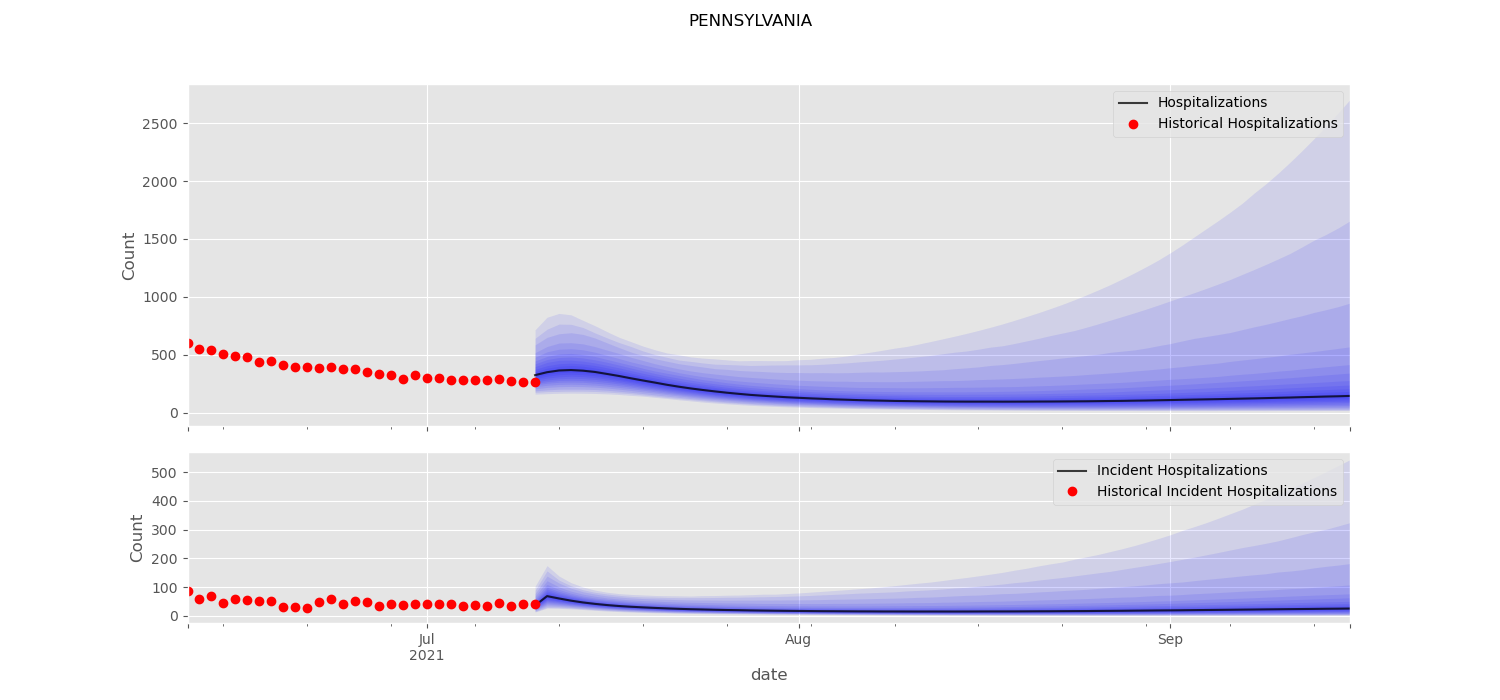 PENNSYLVANIA
Hospitalizations
Historical Hospitalizations
2500
2000
1500
1000
500
0
Count
Incident Hospitalizations
Historical Incident Hospitalizations
500
400
300
200
100
0
Count
Jul
2021
Aug
Sep
date